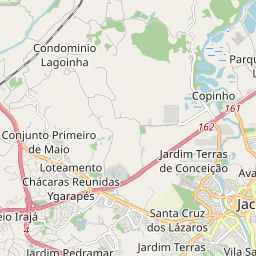 Condominio
Lagoinha
Parqu
Copinho
161
162
Conjunto Primeiro
de Maio
Loteamento
Chácaras Reunidas
Ygarapés
Jardim Terras
de Conceição
Ava
Santa Cruz
dos Lázaros
Jac
eio Irajá
4
Jardim Pedramar
Jardim Terras
Vila Sa